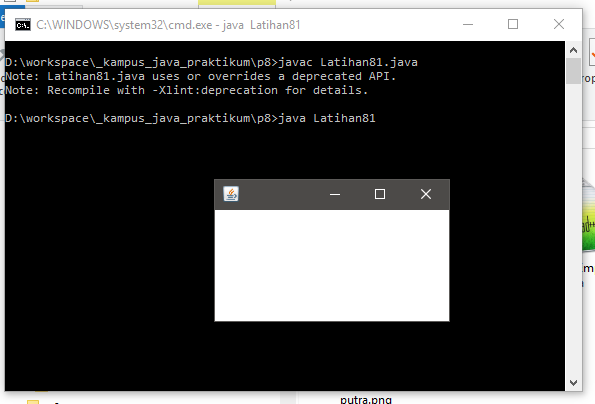 C:\WINDOWS\system32\cmd.exe - java Latihan81
D:\workspace\_kampus_java_praktikum\p8>javac Latihan81.java
Note: Latihan81.java uses or overrides a deprecated API.
Note: Recompile with -Xlint:deprecation for details.
D:\workspace\_kampus_java_praktikum\p8>java Latihan81
putra.png